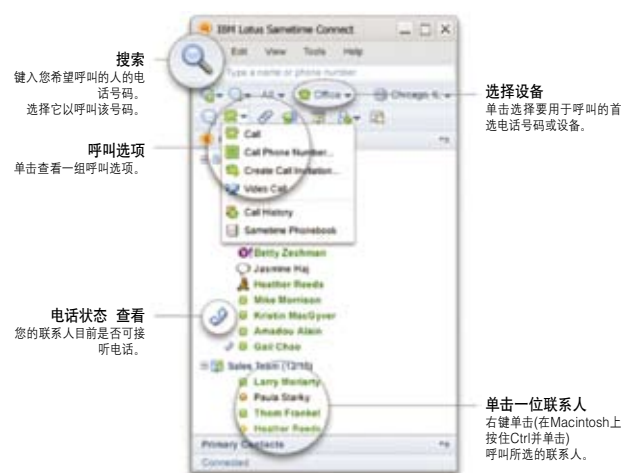 IBM Lotus Sametime Connect
Edit View Tools Help
Type a name or phone number
All Office Chicago IL
Call
Call Phone Number...
Create Call Invitation...
Video Call
Call History
Sametime Phonebook
Betty Zechman
Jasmine Haj
Heather Reeds
Mike Morrison
Kristin MacGyver
Amadou Alain
Gail Chao
Sales Team (12/15)
Larry Moriarty
Paula Starky
Thom Frankel
Heather Reeds
Primary Contacts
Connected
搜索
键入您希望呼叫的人的电
话号码。
选择它以呼叫该号码。
呼叫选项
单击查看一组呼叫选项。
电话状态 查看
您的联系人目前是否可接
听电话。
选择设备
单击选择要用于呼叫的首
选电话号码或设备。
单击一位联系人
右键单击(在Macintosh上
按住Ctrl并单击)
呼叫所选的联系人。